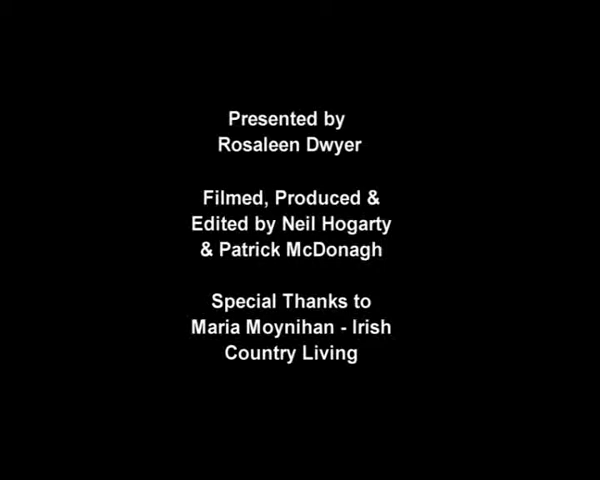 Presented by
Rosaleen Dwyer
Filmed, Produced &
Edited by Neil Hogarty
& Patrick McDonagh
Special Thanks to
Maria Moynihan - Irish
Country Living